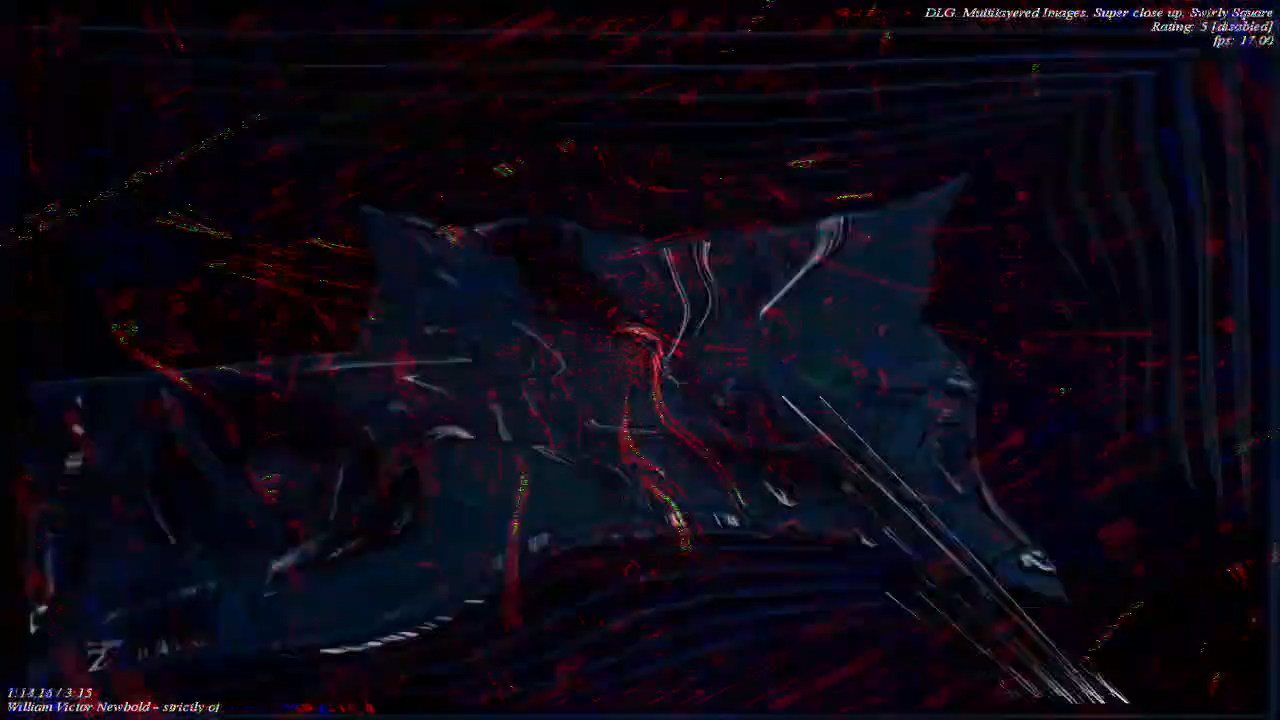 DLG. Multilayered Images. Super close up. Swirly Square
Rating: 5 [disabled]
fps: 17.00
1:14.16 / 3:15
William Victor Newbold - strictly of